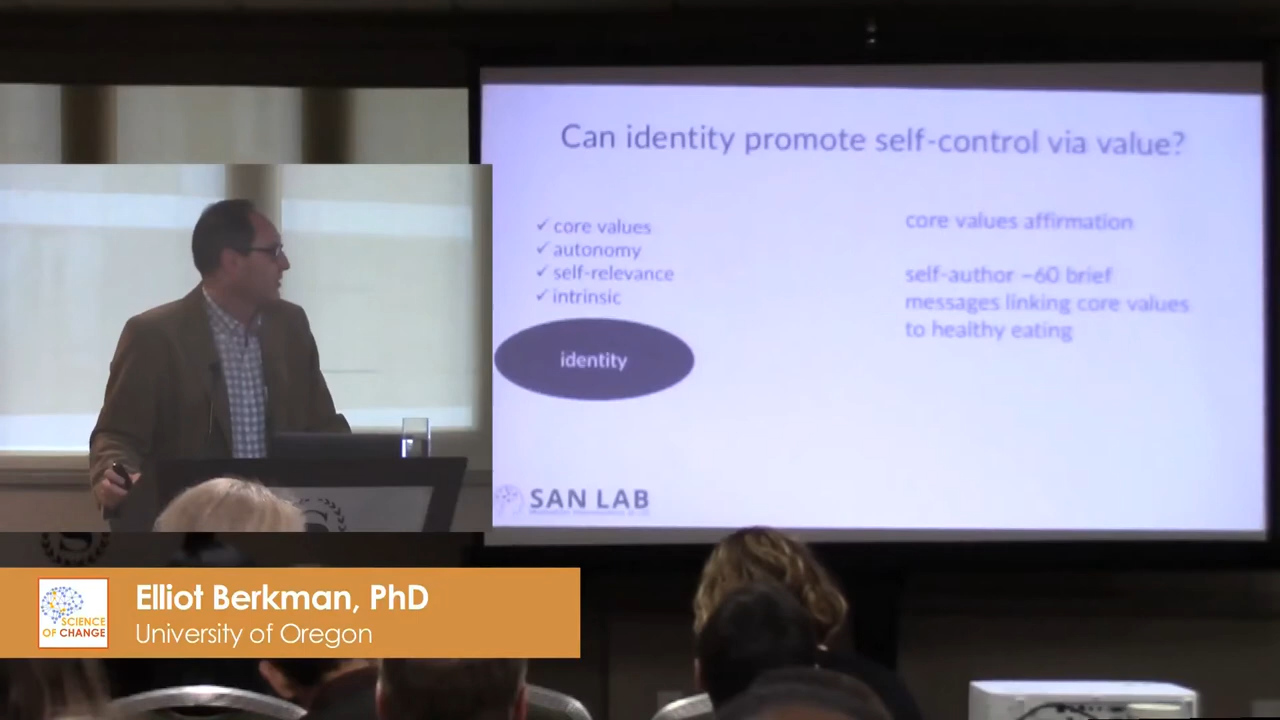 Can identity promote self-control via value?
✓ core values
✓ autonomy
✓ self-relevance
✓ intrinsic
identity
core values affirmation
self-author ~60 brief
messages linking core values
to healthy eating
SAN LAB
S
S
SCIENCE
OF CHANGE
Elliot Berkman, PhD
University of Oregon